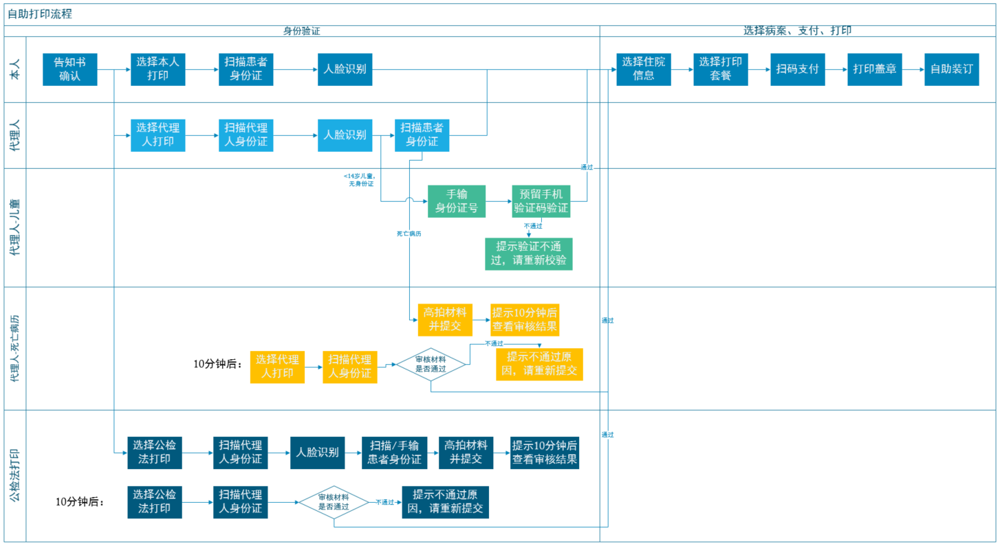 自助打印流程
身份验证
选择病案、支付、打印
本人
告知书
确认
选择本人
打印
扫描患者
身份证
人脸识别
选择住院
信息
选择打印
套餐
扫码支付
打印盖章
自助装订
代理人
选择代理
人打印
扫描代理
人身份证
人脸识别
扫描患者
身份证
通过
代理人-儿童
<14岁儿童，
无身份证
手输
身份证号
预留手机
验证码验证
不通过
死亡病历
提示验证不通
过，请重新校验
代理人-死亡病历
高拍材料
并提交
提示10分钟后
查看审核结果
通过
10分钟后：
选择代理
人打印
扫描代理
人身份证
审核材料
是否通过
不通过
提示不通过原
因，请重新提交
公检法打印
通过
选择公检
法打印
扫描代理
人身份证
人脸识别
扫描/手输
患者身份证
高拍材料
并提交
提示10分钟后
查看审核结果
10分钟后：
选择公检
法打印
扫描代理
人身份证
审核材料
是否通过
不通过
提示不通过原
因，请重新提交